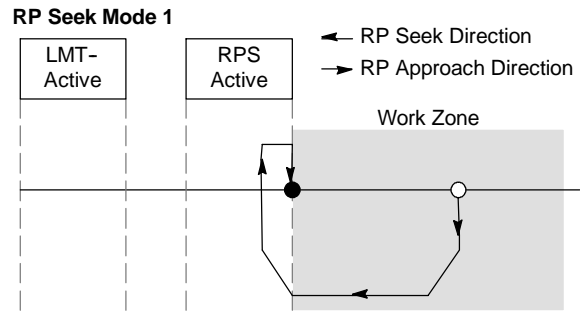 RP Seek Mode 1
LMT-
Active
RPS
Active
RP Seek Direction
RP Approach Direction
Work Zone